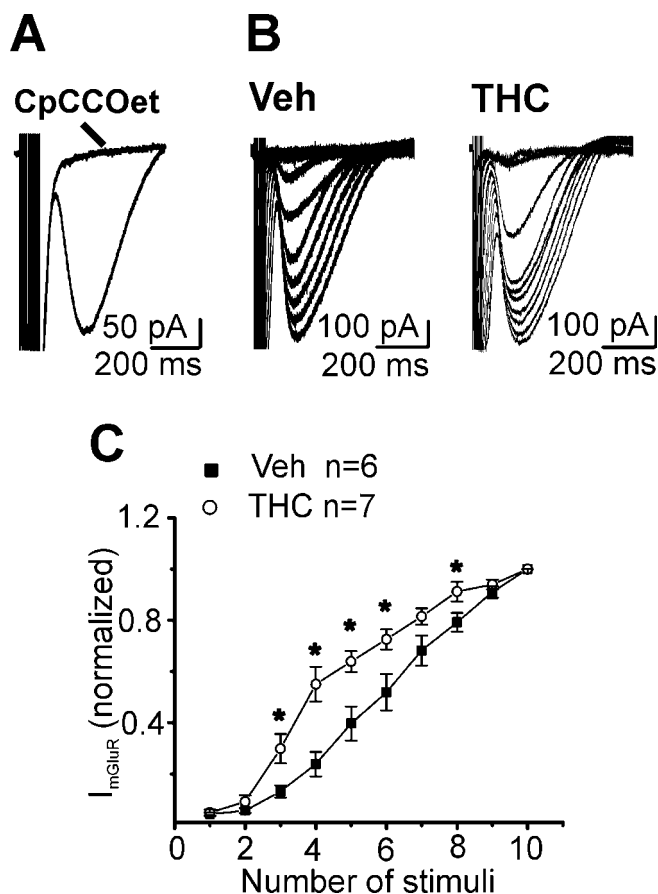 A
B
CpCCOet
Veh
THC
50 pA
200 ms
100 pA
200 ms
100 pA
200 ms
C
Veh n=6
THC n=7
1.2
0.8
0.4
I mGluR (normalized)
* * * * *
0 2 4 6 8 10
Number of stimuli